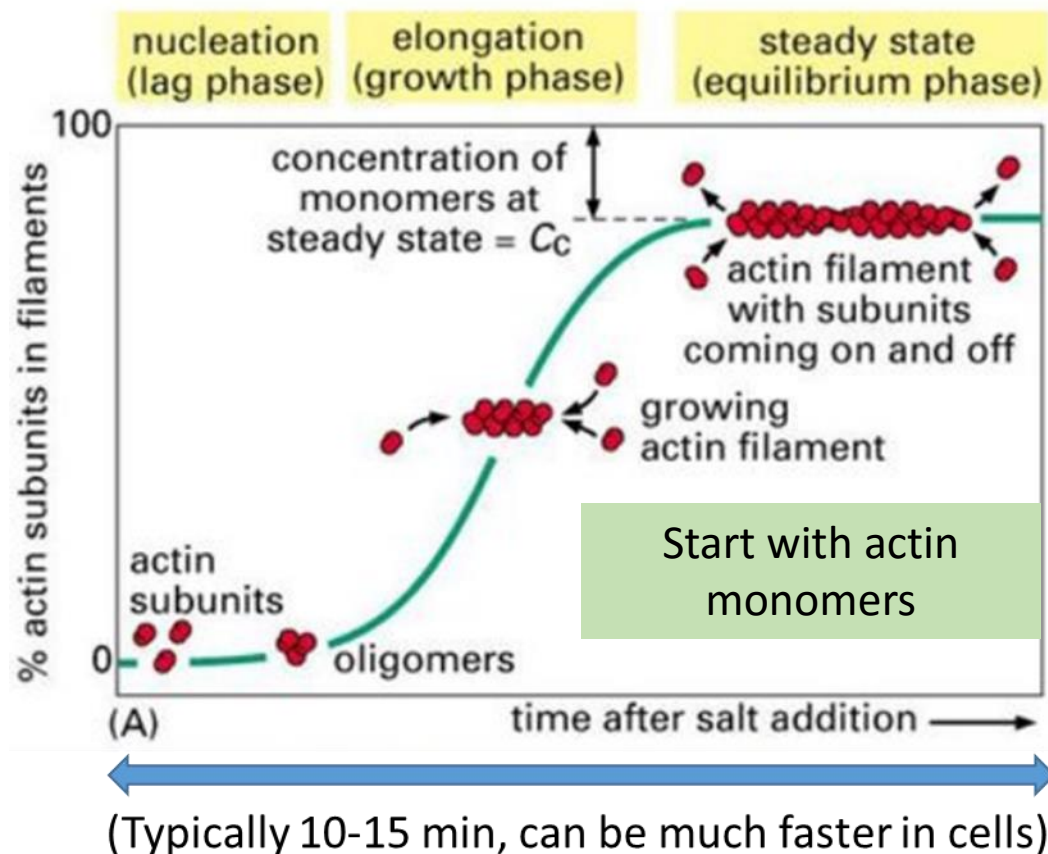 nucleation
(lag phase)
elongation
(growth phase)
steady state
(equilibrium phase)
% actin subunits in filaments
100
concentration of
monomers at
steady state = Cc
actin filament
with subunits
coming on and off
growing
actin filament
Start with actin
monomers
actin
subunits
0
oligomers
(A)
time after salt addition
(Typically 10-15 min, can be much faster in cells)